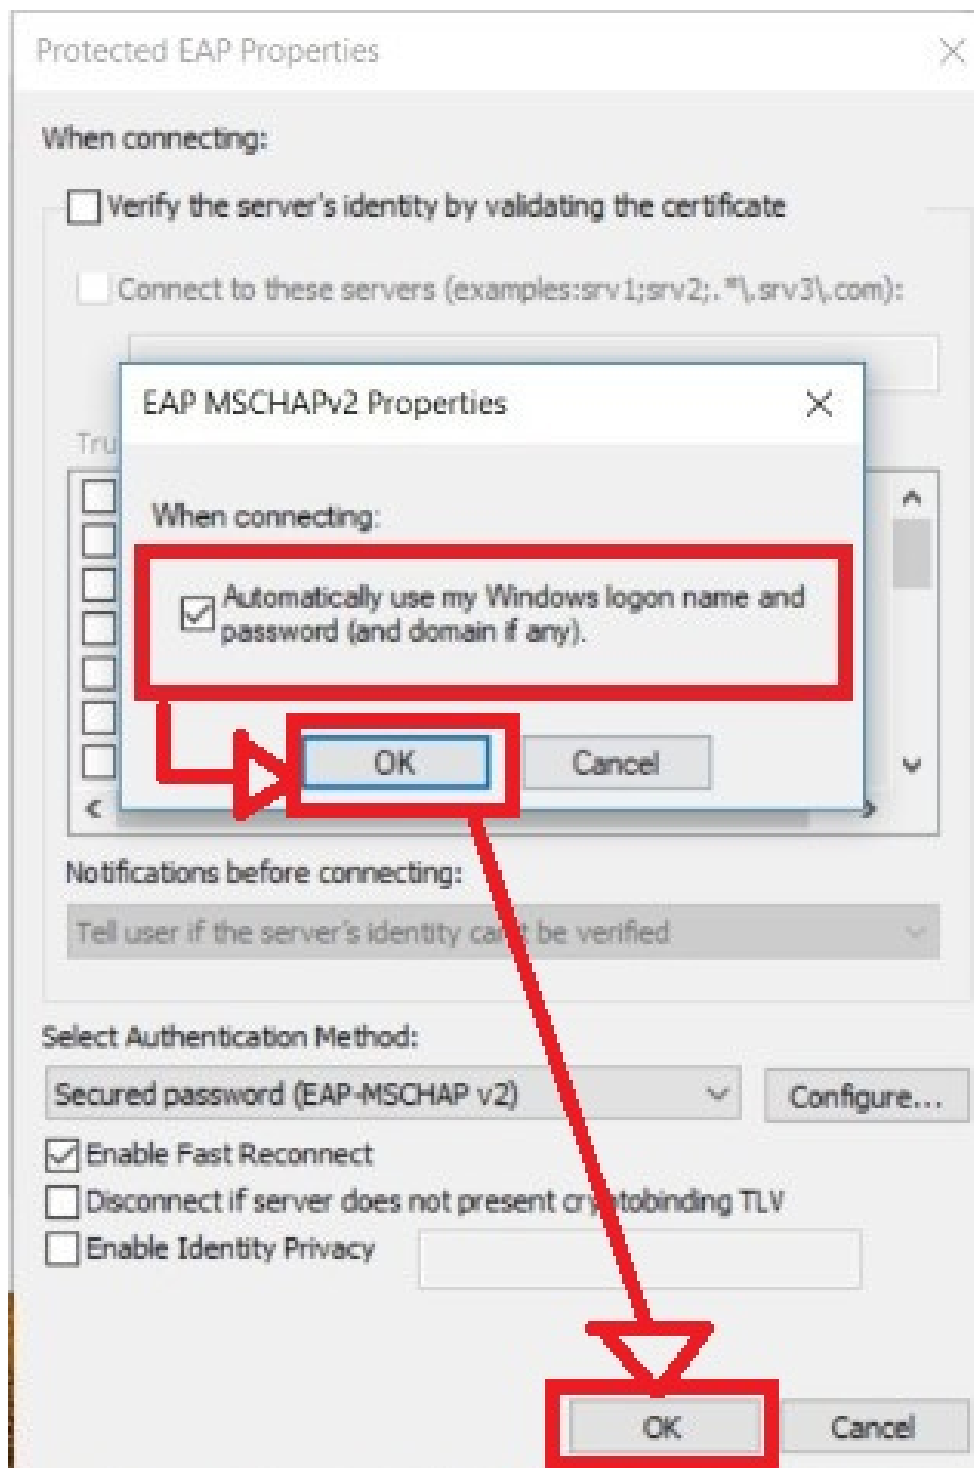 Protected EAP Properties
When connecting:
Verify the server's identity by validating the certificate
Connect to these servers (examples:srv1;srv2;.*\.srv3\.com):
EAP MSCHAPv2 Properties
When connecting:
Automatically use my Windows logon name and
password (and domain if any).
OK
Cancel
Notifications before connecting:
Tell user if the server's identity can't be verified
Select Authentication Method:
Secured password (EAP-MSCHAP v2)
Configure...
Enable Fast Reconnect
Disconnect if server does not present cryptobinding TLV
Enable Identity Privacy
OK
Cancel